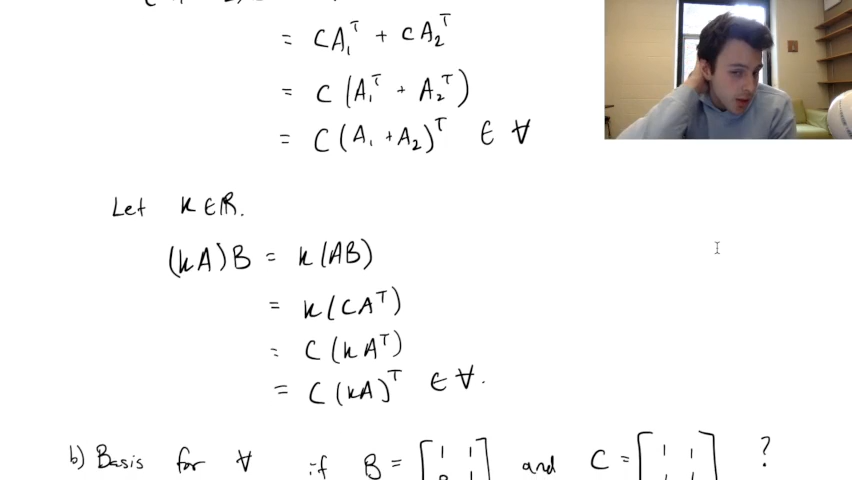 = CA₁ᵀ + CA₂ᵀ
= C (A₁ᵀ + A₂ᵀ)
= C (A₁ + A₂)ᵀ ∈ ∀
Let k ∈ ℝ.
(kA)B = k(AB)
= k(CAᵀ)
= C(kAᵀ)
= C(kA)ᵀ ∈ ∀.
b) Basis for ∀ if B = [ 1 1 ] and C = [ 1 1 ] ?